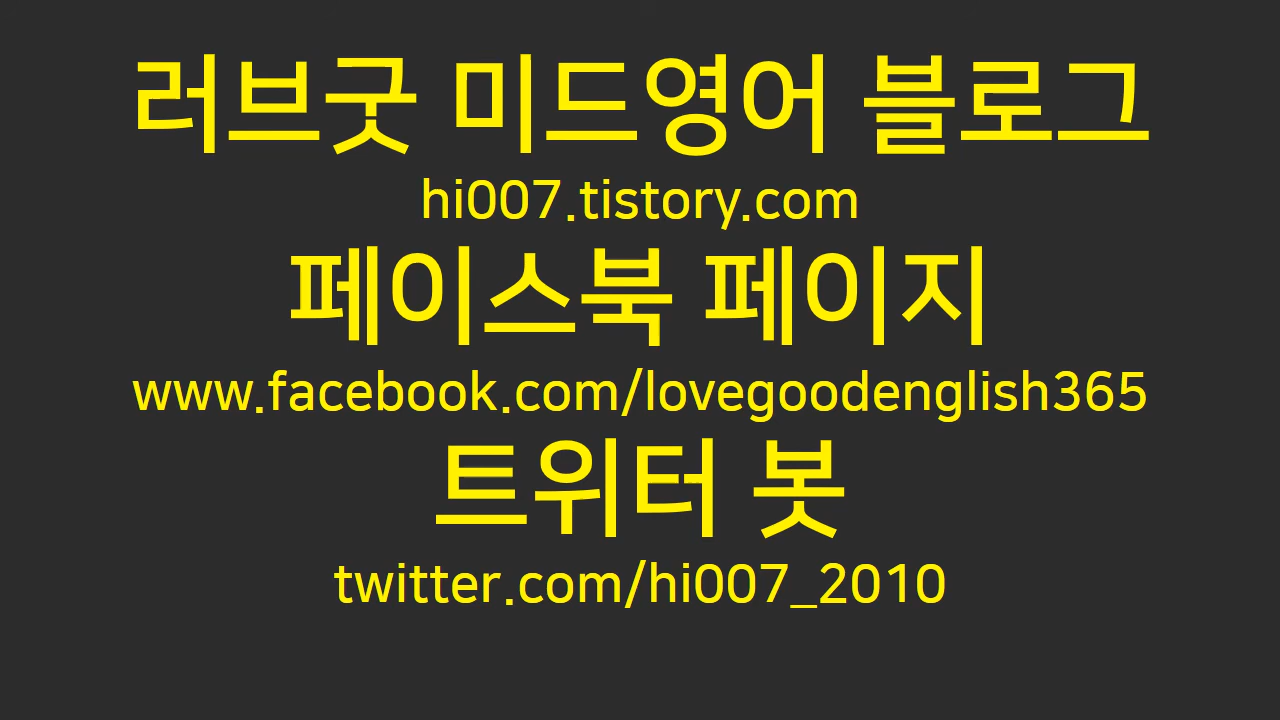 러브굿 미드영어 블로그
hi007.tistory.com
페이스북 페이지
www.facebook.com/lovegoodenglish365
트위터 봇
twitter.com/hi007_2010